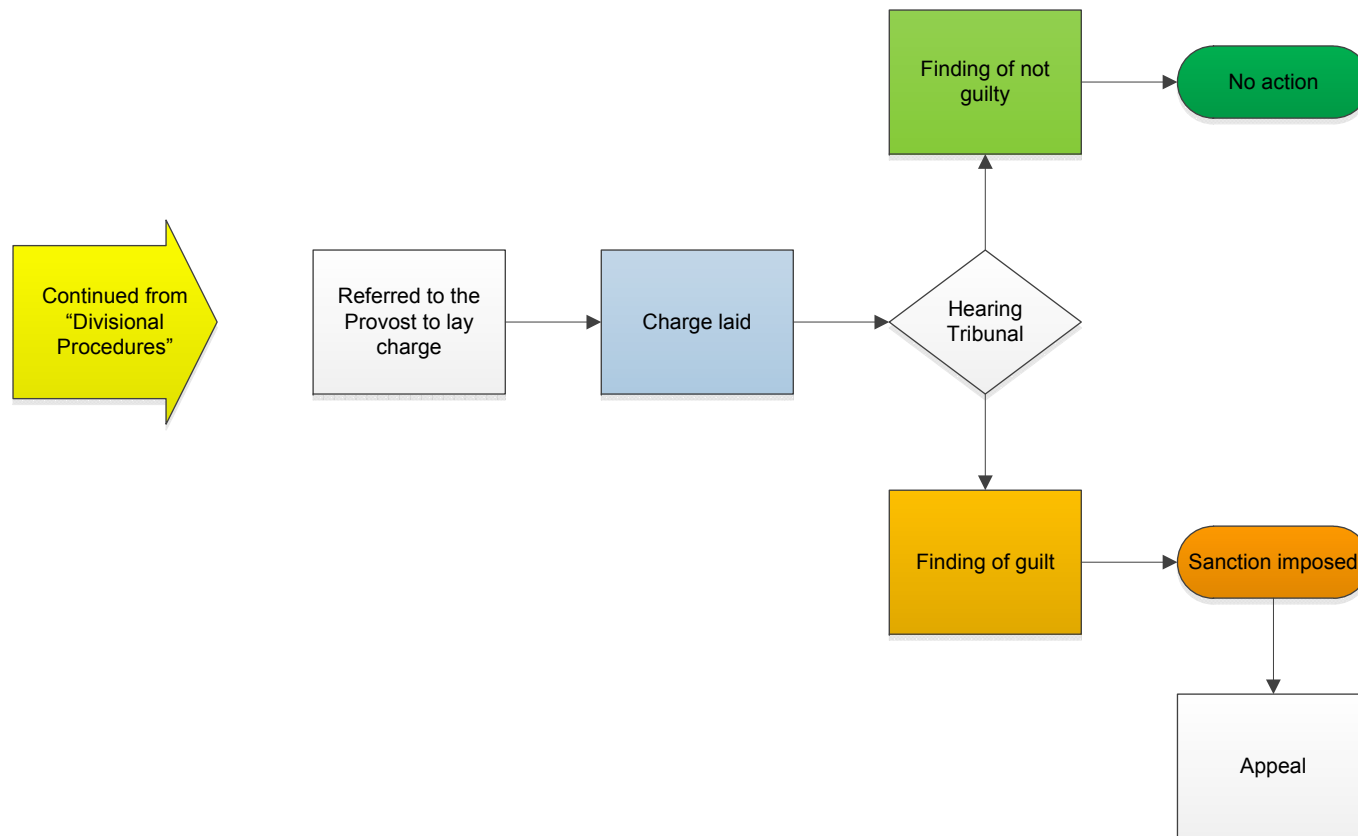 Finding of not
guilty
No action
Continued from
“Divisional
Procedures”
Referred to the
Provost to lay
charge
Charge laid
Hearing
Tribunal
Finding of guilt
Sanction imposed
Appeal